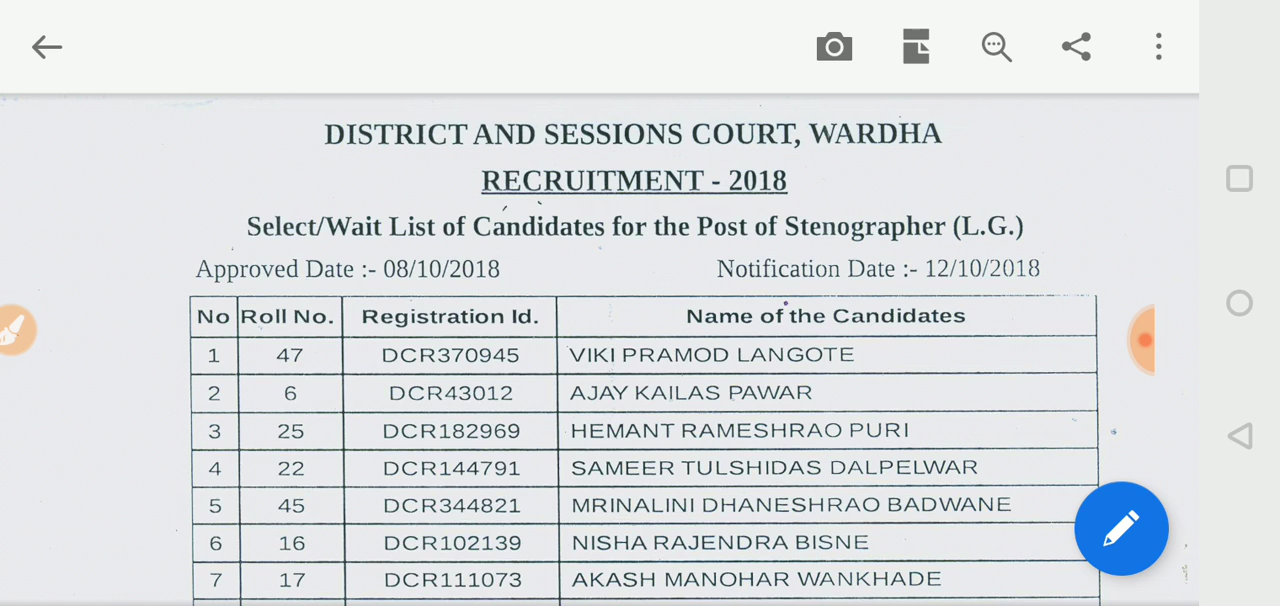 DISTRICT AND SESSIONS COURT, WARDHA
RECRUITMENT - 2018
Select/Wait List of Candidates for the Post of Stenographer (L.G.)
Approved Date :- 08/10/2018 Notification Date :- 12/10/2018
No Roll No. Registration Id. Name of the Candidates
1 47 DCR370945 VIKI PRAMOD LANGOTE
2 6 DCR43012 AJAY KAILAS PAWAR
3 25 DCR182969 HEMANT RAMESHRAO PURI
4 22 DCR144791 SAMEER TULSHIDAS DALPELWAR
5 45 DCR344821 MRINALINI DHANESHRAO BADWANE
6 16 DCR102139 NISHA RAJENDRA BISNE
7 17 DCR111073 AKASH MANOHAR WANKHADE